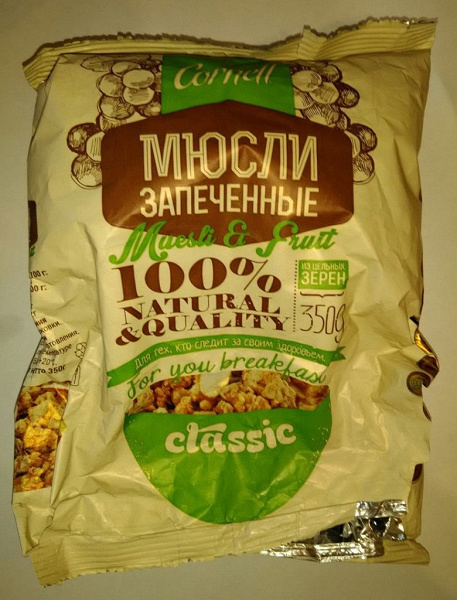 Cornell
МЮСЛИ
ЗАПЕЧЕННЫЕ
Muesli & Fruit
100%
NATURAL
& QUALITY
ИЗ ЦЕЛЬНЫХ
ЗЕРЕН
350g
Для тех, кто следит за своим здоровьем.
For you breakfast
classic